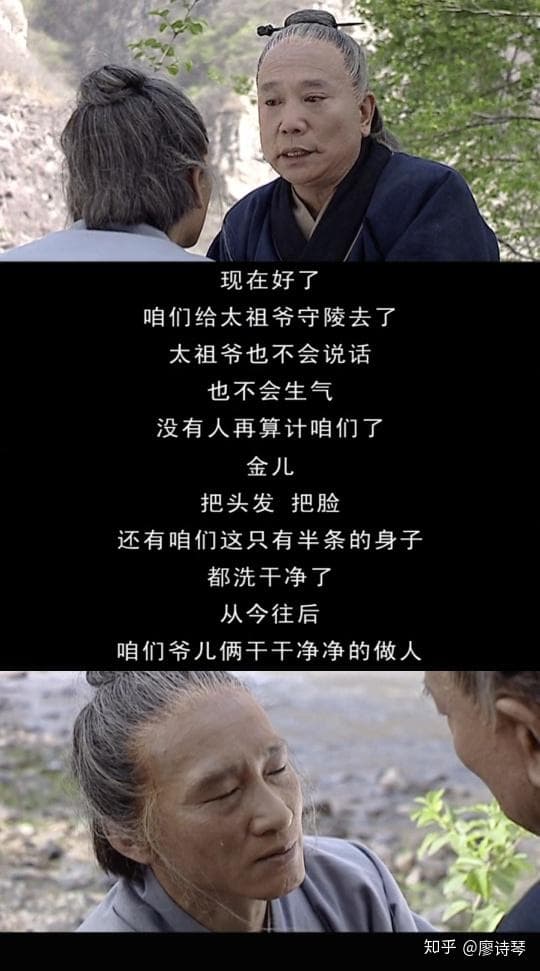 现在好了
咱们给太祖爷守陵去了
太祖爷也不会说话
也不会生气
没有人再算计咱们了
金儿
把头发 把脸
还有咱们这只有半条的身子
都洗干净了
从今往后
咱们爷儿俩干干净净的做人
知乎 @廖诗琴